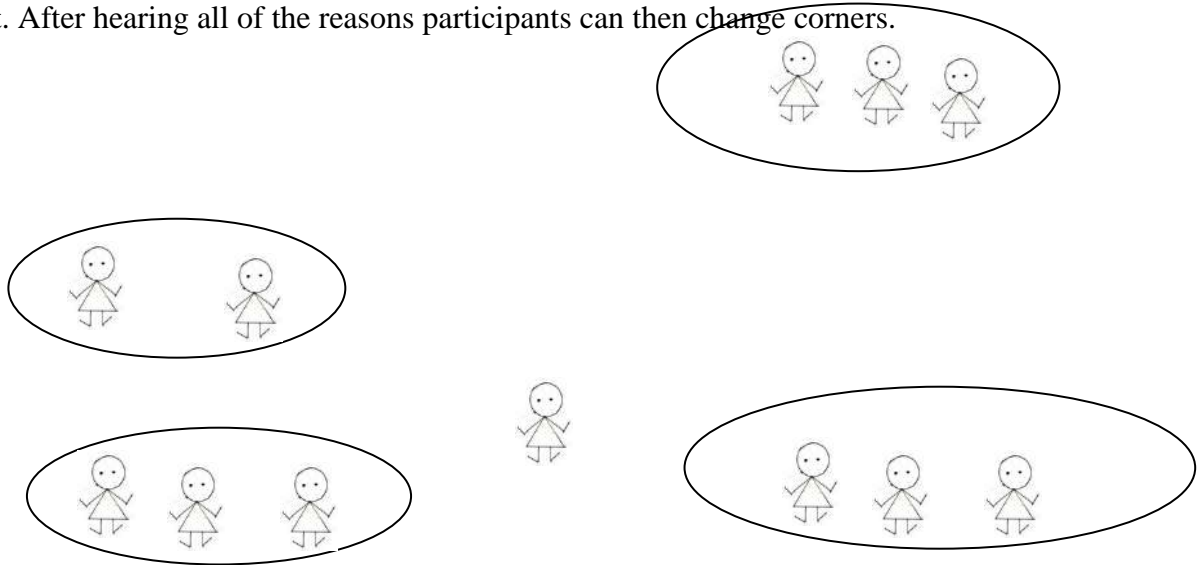 . After hearing all of the reasons participants can then change corners.